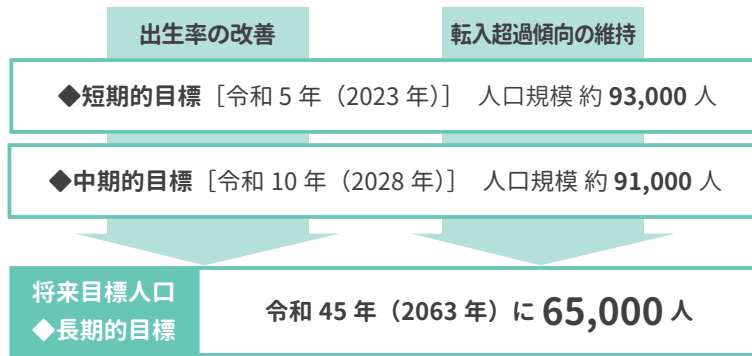 出生率の改善
転入超過傾向の維持
◆短期的目標［令和 5 年（2023 年）］ 人口規模 約 93,000 人
◆中期的目標［令和 10 年（2028 年）］ 人口規模 約 91,000 人
将来目標人口
◆長期的目標
令和 45 年（2063 年）に 65,000 人